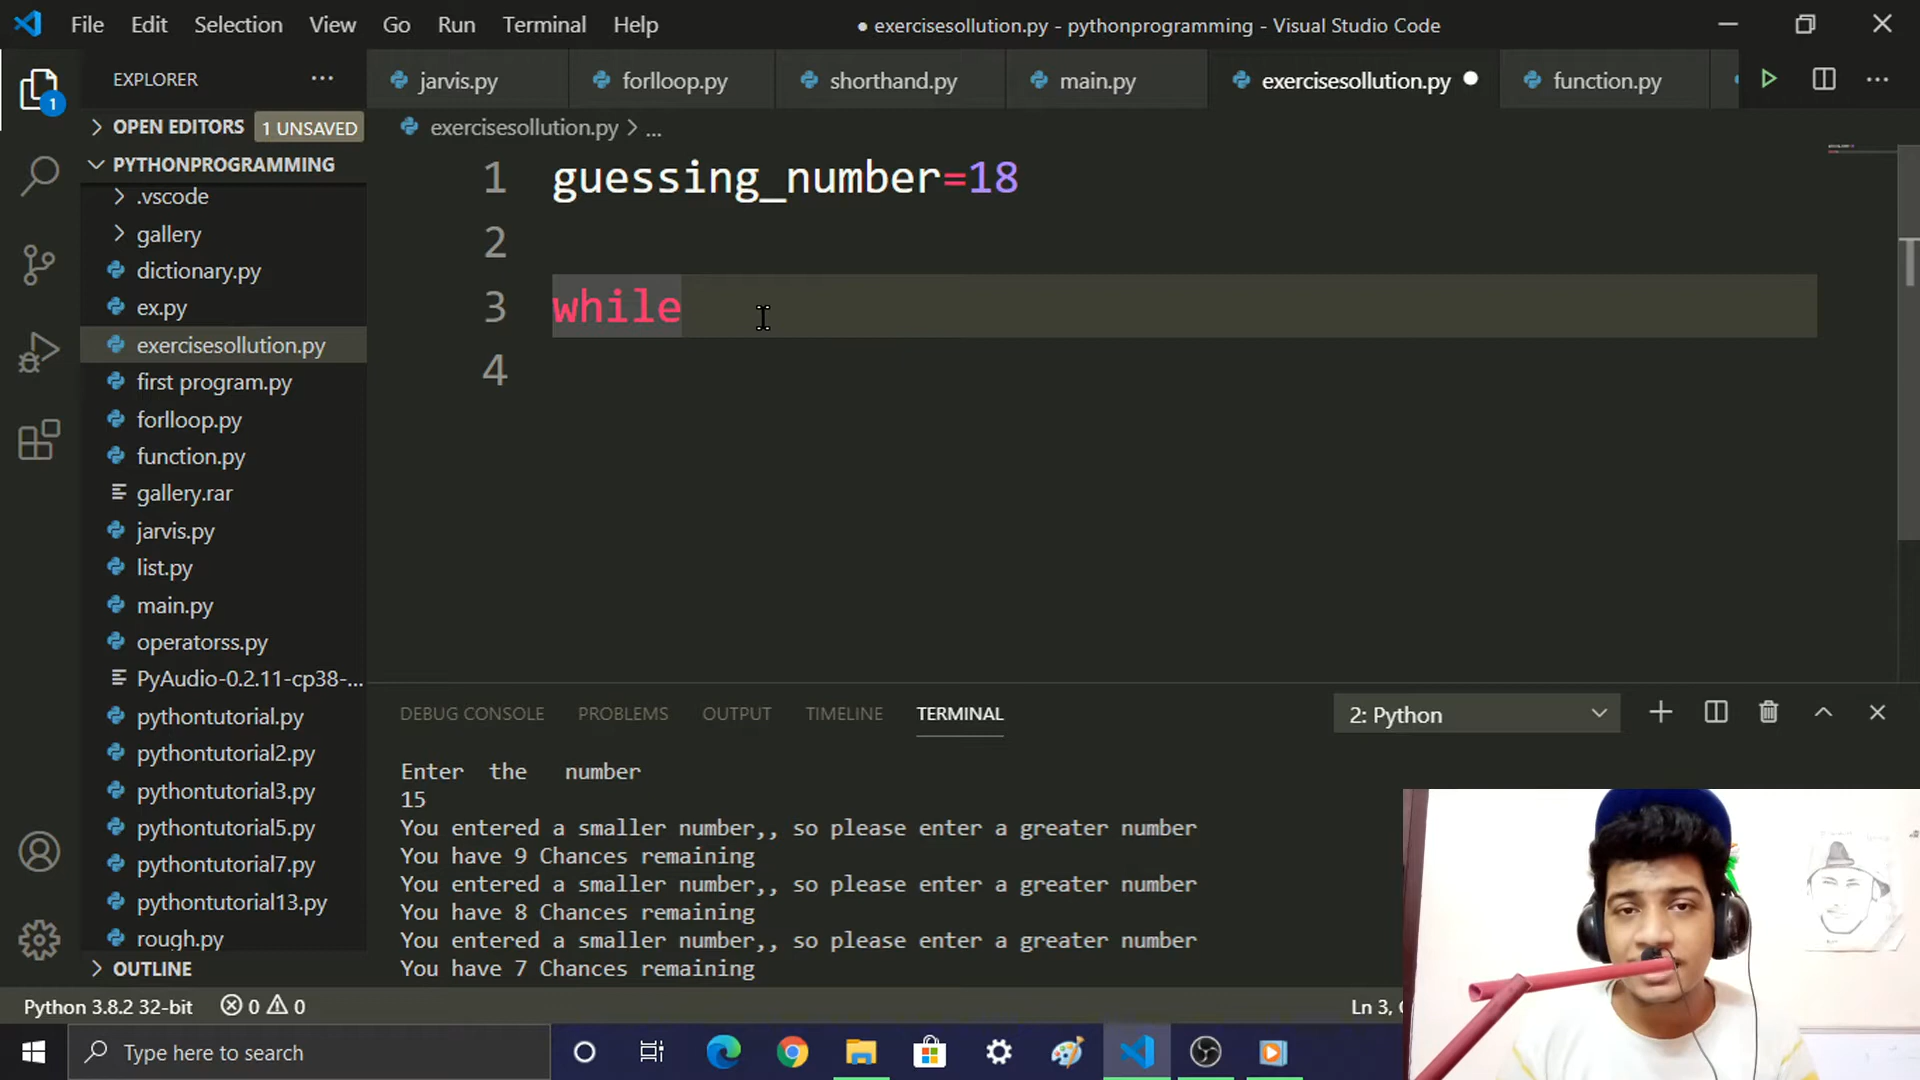 File Edit Selection View Go Run Terminal Help ● exercisesollution.py - pythonprogramming - Visual Studio Code
EXPLORER ...
jarvis.py forlloop.py shorthand.py main.py exercisesollution.py function.py
1
OPEN EDITORS 1 UNSAVED
exercisesollution.py > ...
PYTHONPROGRAMMING
.vscode
gallery
dictionary.py
ex.py
exercisesollution.py
first program.py
forlloop.py
function.py
gallery.rar
jarvis.py
list.py
main.py
operatorss.py
PyAudio-0.2.11-cp38-...
pythontutorial.py
pythontutorial2.py
pythontutorial3.py
pythontutorial5.py
pythontutorial7.py
pythontutorial13.py
rough.py
OUTLINE
1 guessing_number=18
2
3 while
4
DEBUG CONSOLE PROBLEMS OUTPUT TIMELINE TERMINAL 2: Python
Enter the number
15
You entered a smaller number,, so please enter a greater number
You have 9 Chances remaining
You entered a smaller number,, so please enter a greater number
You have 8 Chances remaining
You entered a smaller number,, so please enter a greater number
You have 7 Chances remaining
Python 3.8.2 32-bit 0 0 Ln 3,
Type here to search